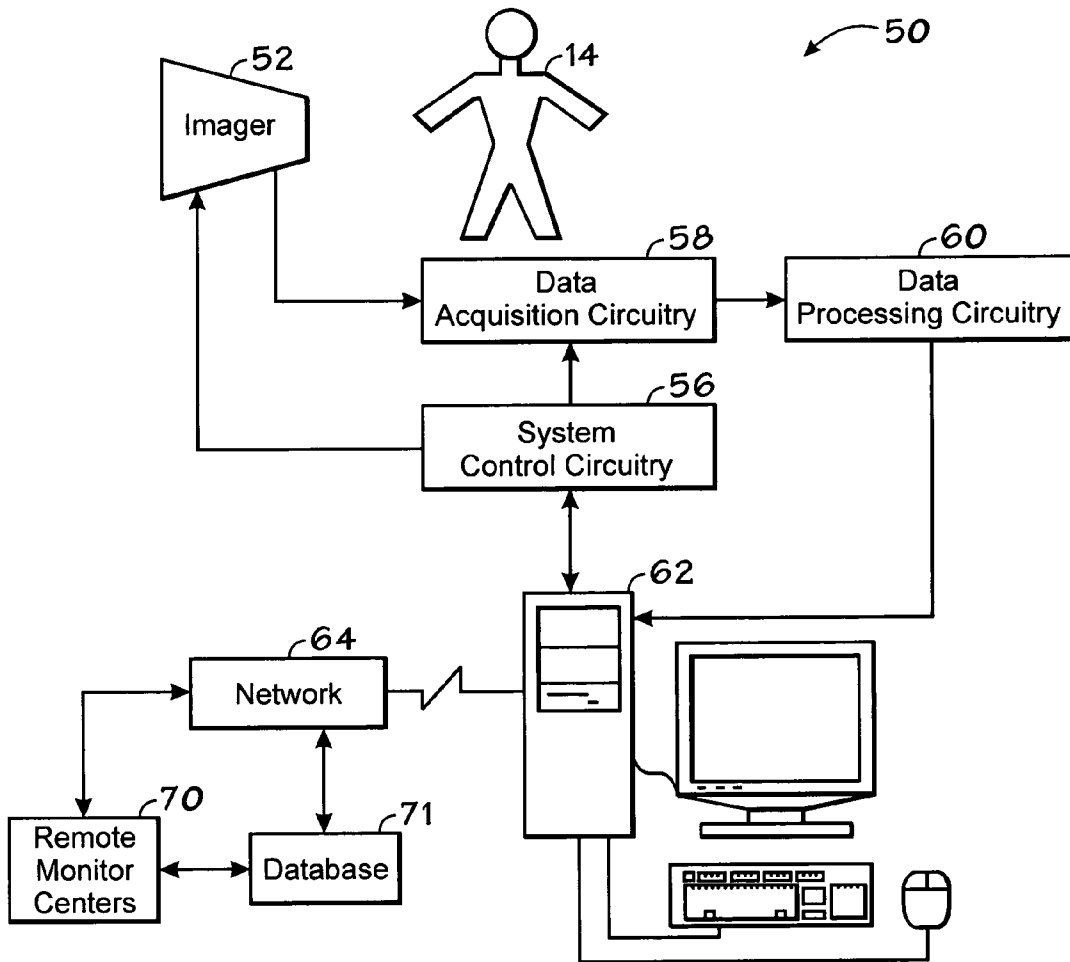 50
52
14
Imager
58
60
Data
Acquisition Circuitry
Data
Processing Circuitry
56
System
Control Circuitry
62
64
Network
70
71
Remote
Monitor
Centers
Database